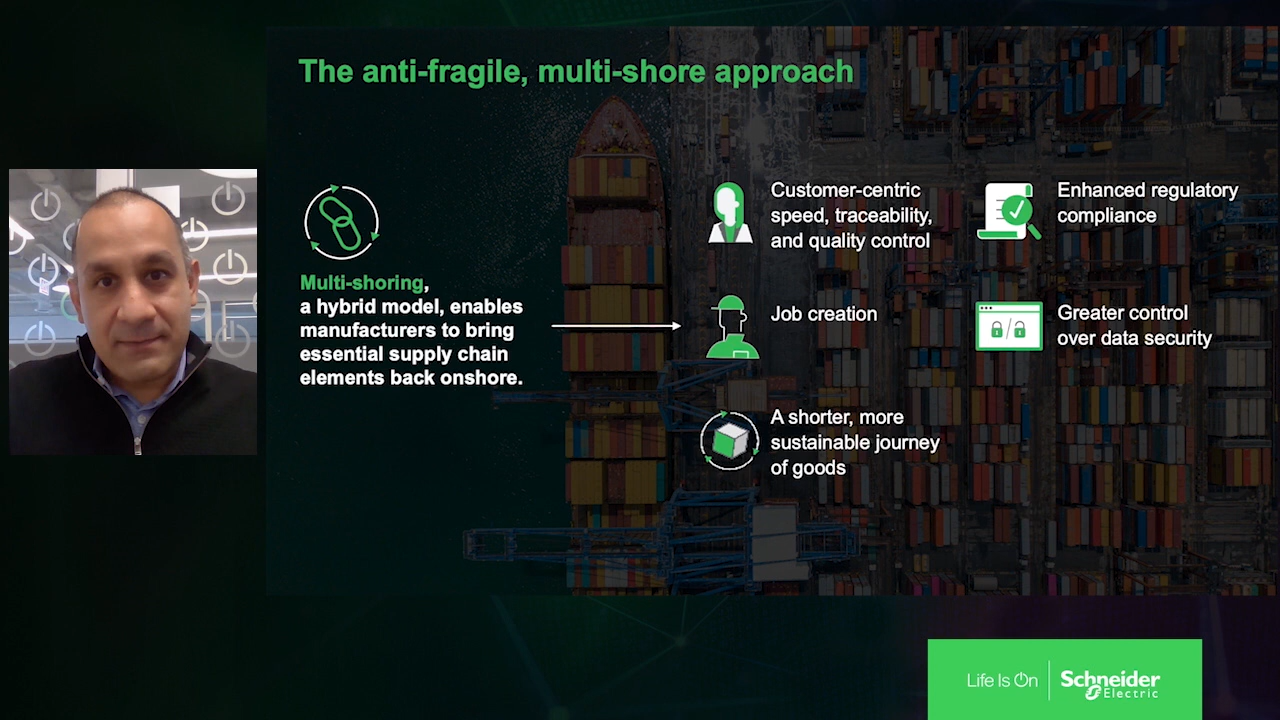 The anti-fragile, multi-shore approach
Multi-shoring,
a hybrid model, enables
manufacturers to bring
essential supply chain
elements back onshore.
Customer-centric
speed, traceability,
and quality control
Job creation
A shorter, more
sustainable journey
of goods
Enhanced regulatory
compliance
Greater control
over data security
Life Is On
Schneider
Electric